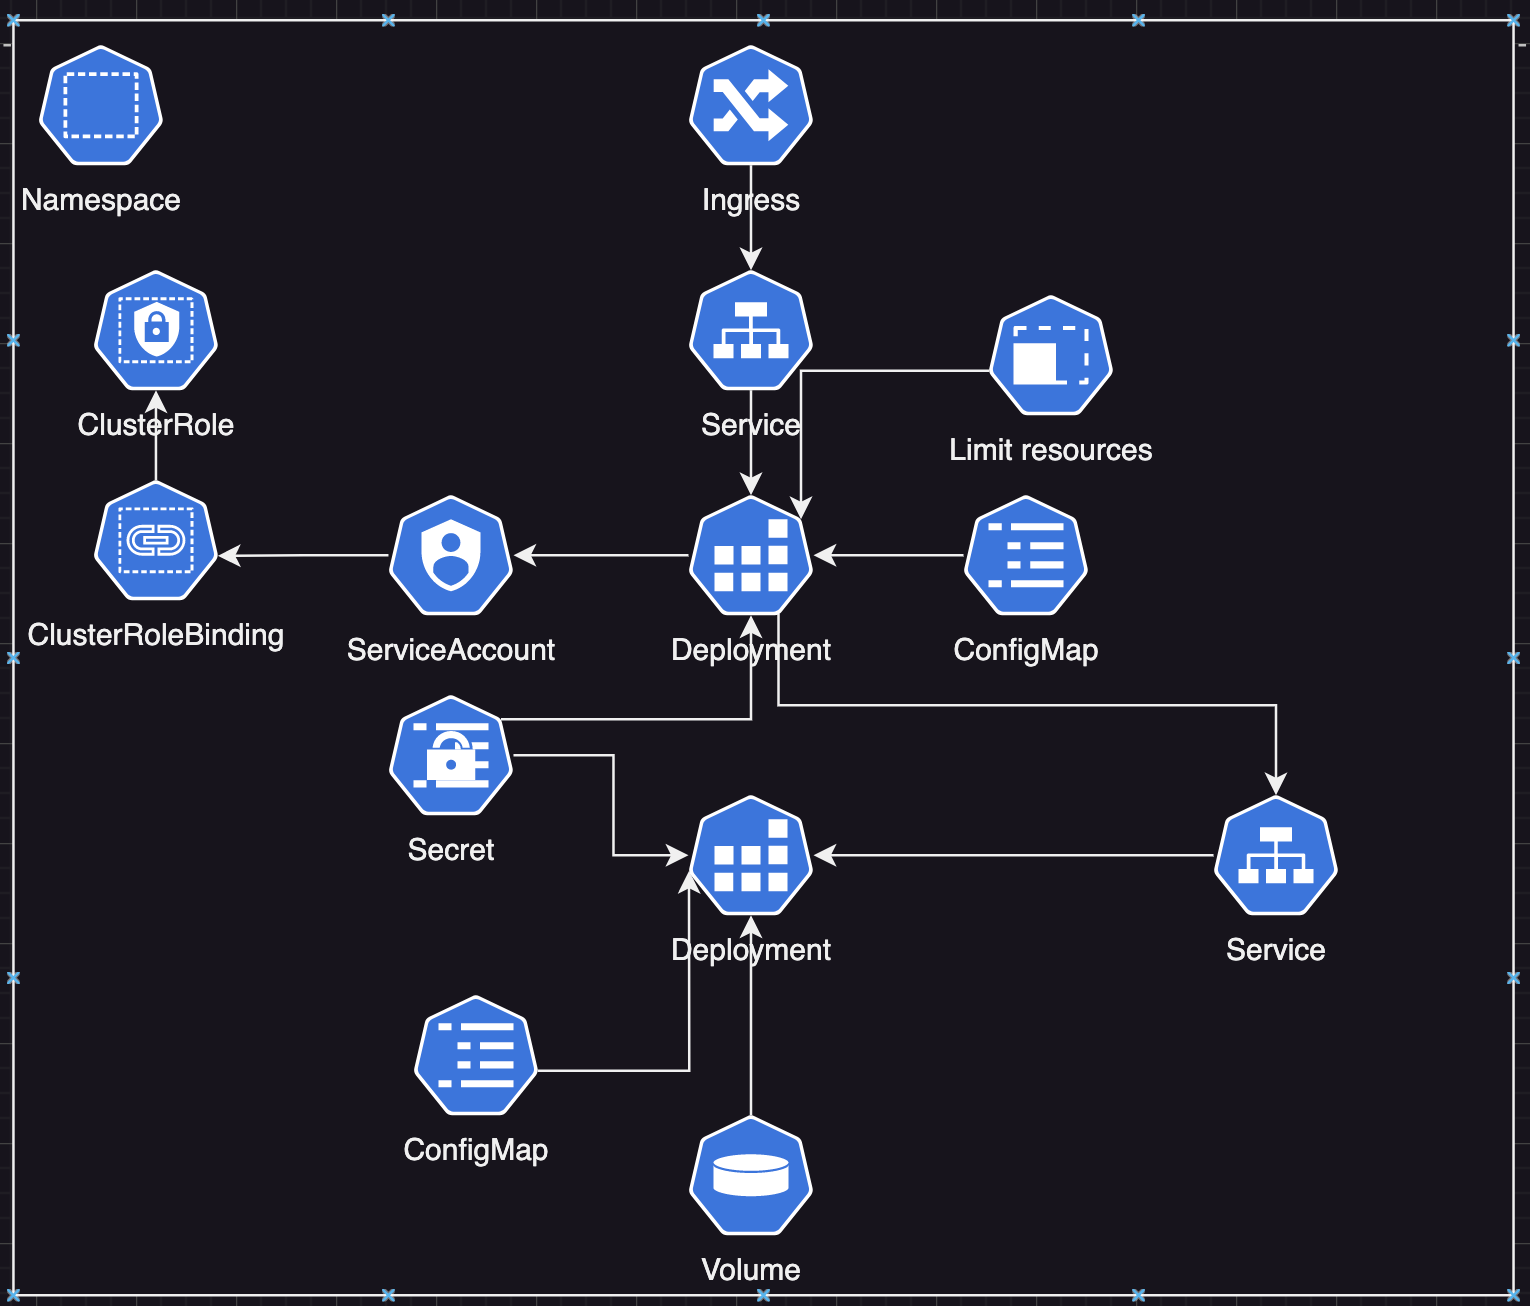 Namespace
Ingress
ClusterRole
Service
Limit resources
ClusterRoleBinding
ServiceAccount
Deployment
ConfigMap
Secret
Deployment
Service
ConfigMap
Volume